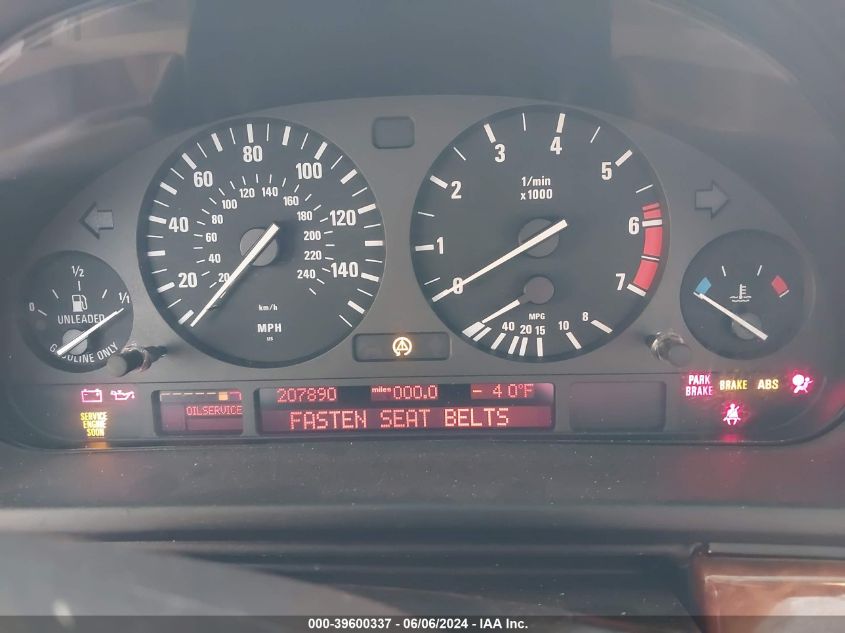 20
40
60
80
100
120
140
20
40
60
80
100
120
140
160
180
200
220
240
km/h
MPH
us
0
1
2
3
4
5
6
7
1/min
x 1000
MPG
40 20 15 10 8
0
1/2
1/1
UNLEADED
GASOLINE ONLY
PARK
BRAKE
BRAKE
ABS
SERVICE
ENGINE
SOON
OILSERVICE
207890
miles 000.0
- 40°F
FASTEN SEAT BELTS
000-39600337 / 06/06/2024 - IAA Inc.